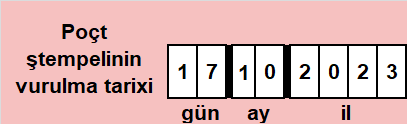 Poçt
ştempelinin
vurulma tarixi
1 7 1 0 2 0 2 3
gün ay il